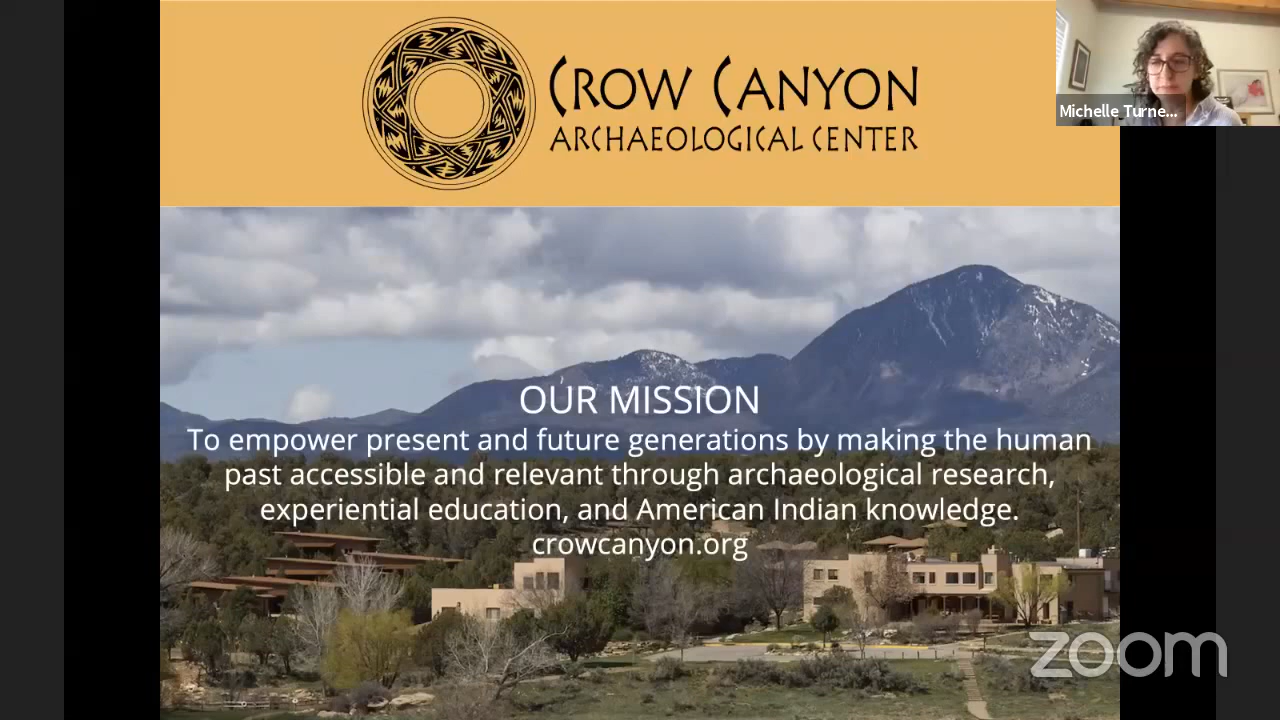 CROW CANYON
ARCHAEOLOGICAL CENTER
Michelle Turne...
OUR MISSION
To empower present and future generations by making the human
past accessible and relevant through archaeological research,
experiential education, and American Indian knowledge.
crowcanyon.org
zoom